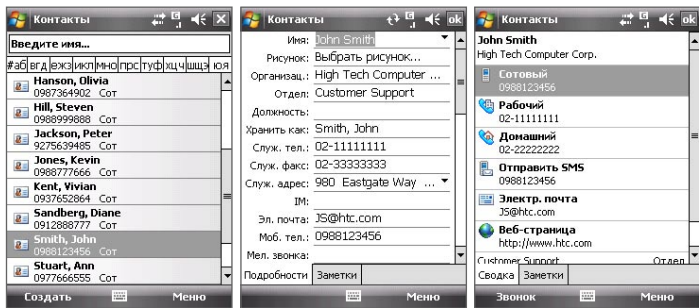 Контакты
Введите имя...
#аб вгд ежз икл мно прс туф хцч шщэ юя
Hanson, Olivia
0987364902 Сот
Hill, Steven
0989999888 Сот
Jackson, Peter
9275639485 Сот
Jones, Kevin
0988777666 Сот
Kent, Vivian
0937652864 Сот
Sandberg, Diane
0912888777 Сот
Smith, John
0988123456 Сот
Stuart, Ann
0977666555 Сот
Создать Меню
Контакты ok
Имя: John Smith
Рисунок: Выбрать рисунок...
Организац.: High Tech Computer ...
Отдел: Customer Support
Должность:
Хранить как: Smith, John
Служ. тел.: 02-11111111
Служ. факс: 02-33333333
Служ. адрес: 980 Eastgate Way ...
IM:
Эл. почта: JS@htc.com
Моб. тел.: 0988123456
Мел. звонка:
Подробности Заметки
Меню
Контакты ok
John Smith
High Tech Computer Corp.
Сотовый
0988123456
Рабочий
02-11111111
Домашний
02-22222222
Отправить SMS
0988123456
Электр. почта
JS@htc.com
Веб-страница
http://www.htc.com
Customer Support Отдел
Сводка Заметки
Звонок Меню